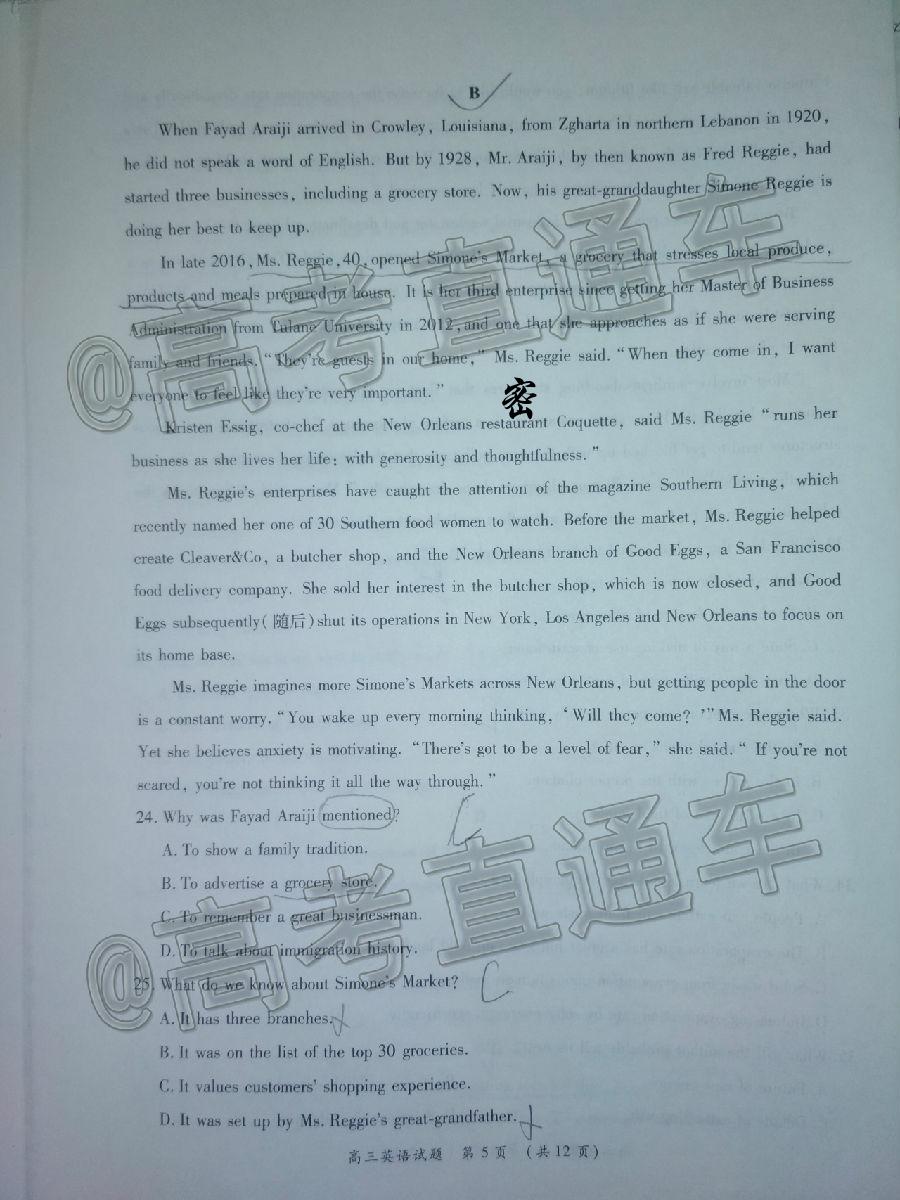 B
When Fayad Araiji arrived in Crowley, Louisiana, from Zgharta in northern Lebanon in 1920,
he did not speak a word of English. But by 1928, Mr. Araiji, by then known as Fred Reggie, had
started three businesses, including a grocery store. Now, his great-granddaughter Simone Reggie is
doing her best to keep up.
In late 2016, Ms. Reggie, 40, opened Simone's Market, a grocery that stresses local produce,
products and meals prepared in house. It is her third enterprise since getting her Master of Business
Administration from Tulane University in 2012, and one that she approaches as if she were serving
family and friends. "They're guests in our home," Ms. Reggie said. "When they come in, I want
everyone to feel like they're very important."
密
Kristen Essig, co-chef at the New Orleans restaurant Coquette, said Ms. Reggie "runs her
business as she lives her life: with generosity and thoughtfulness."
Ms. Reggie's enterprises have caught the attention of the magazine Southern Living, which
recently named her one of 30 Southern food women to watch. Before the market, Ms. Reggie helped
create Cleaver&Co, a butcher shop, and the New Orleans branch of Good Eggs, a San Francisco
food delivery company. She sold her interest in the butcher shop, which is now closed, and Good
Eggs subsequently(随后)shut its operations in New York, Los Angeles and New Orleans to focus on
its home base.
Ms. Reggie imagines more Simone's Markets across New Orleans, but getting people in the door
is a constant worry. "You wake up every morning thinking, 'Will they come?'" Ms. Reggie said.
Yet she believes anxiety is motivating. "There's got to be a level of fear," she said. "If you're not
scared, you're not thinking it all the way through."
24. Why was Fayad Araiji mentioned? C
A. To show a family tradition.
B. To advertise a grocery store.
C. To remember a great businessman.
D. To talk about immigration history.
25. What do we know about Simone's Market? C
A. It has three branches.
B. It was on the list of the top 30 groceries.
C. It values customers' shopping experience.
D. It was set up by Ms. Reggie's great-grandfather.
高三英语试题 第5页 (共12页)
@高考直通车
@高考直通车